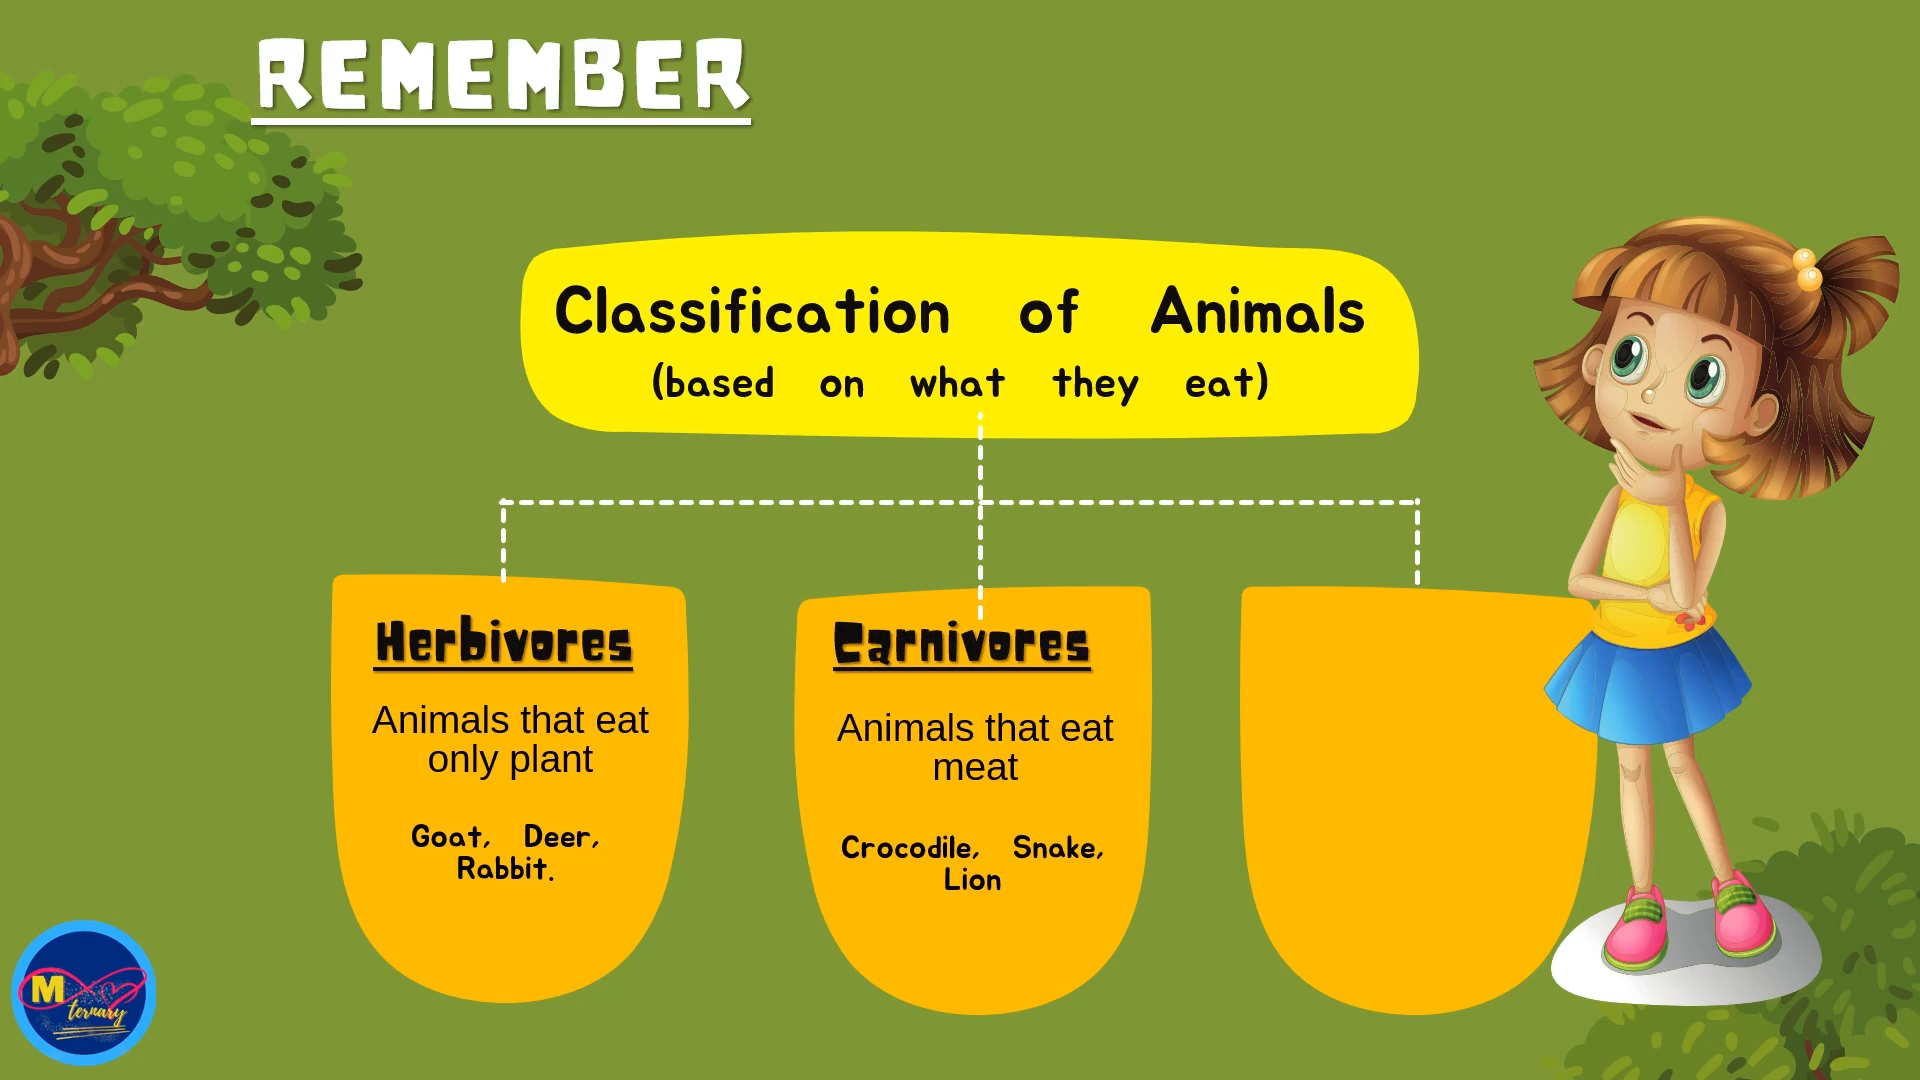 REMEMBER
Classification of Animals
(based on what they eat)
Herbivores
Animals that eat
only plant
Goat, Deer,
Rabbit.
Carnivores
Animals that eat
meat
Crocodile, Snake,
Lion
M
ternary